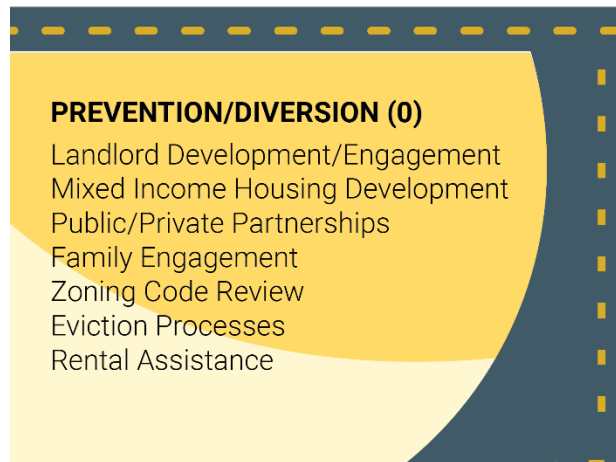 PREVENTION/DIVERSION (0)
Landlord Development/Engagement
Mixed Income Housing Development
Public/Private Partnerships
Family Engagement
Zoning Code Review
Eviction Processes
Rental Assistance